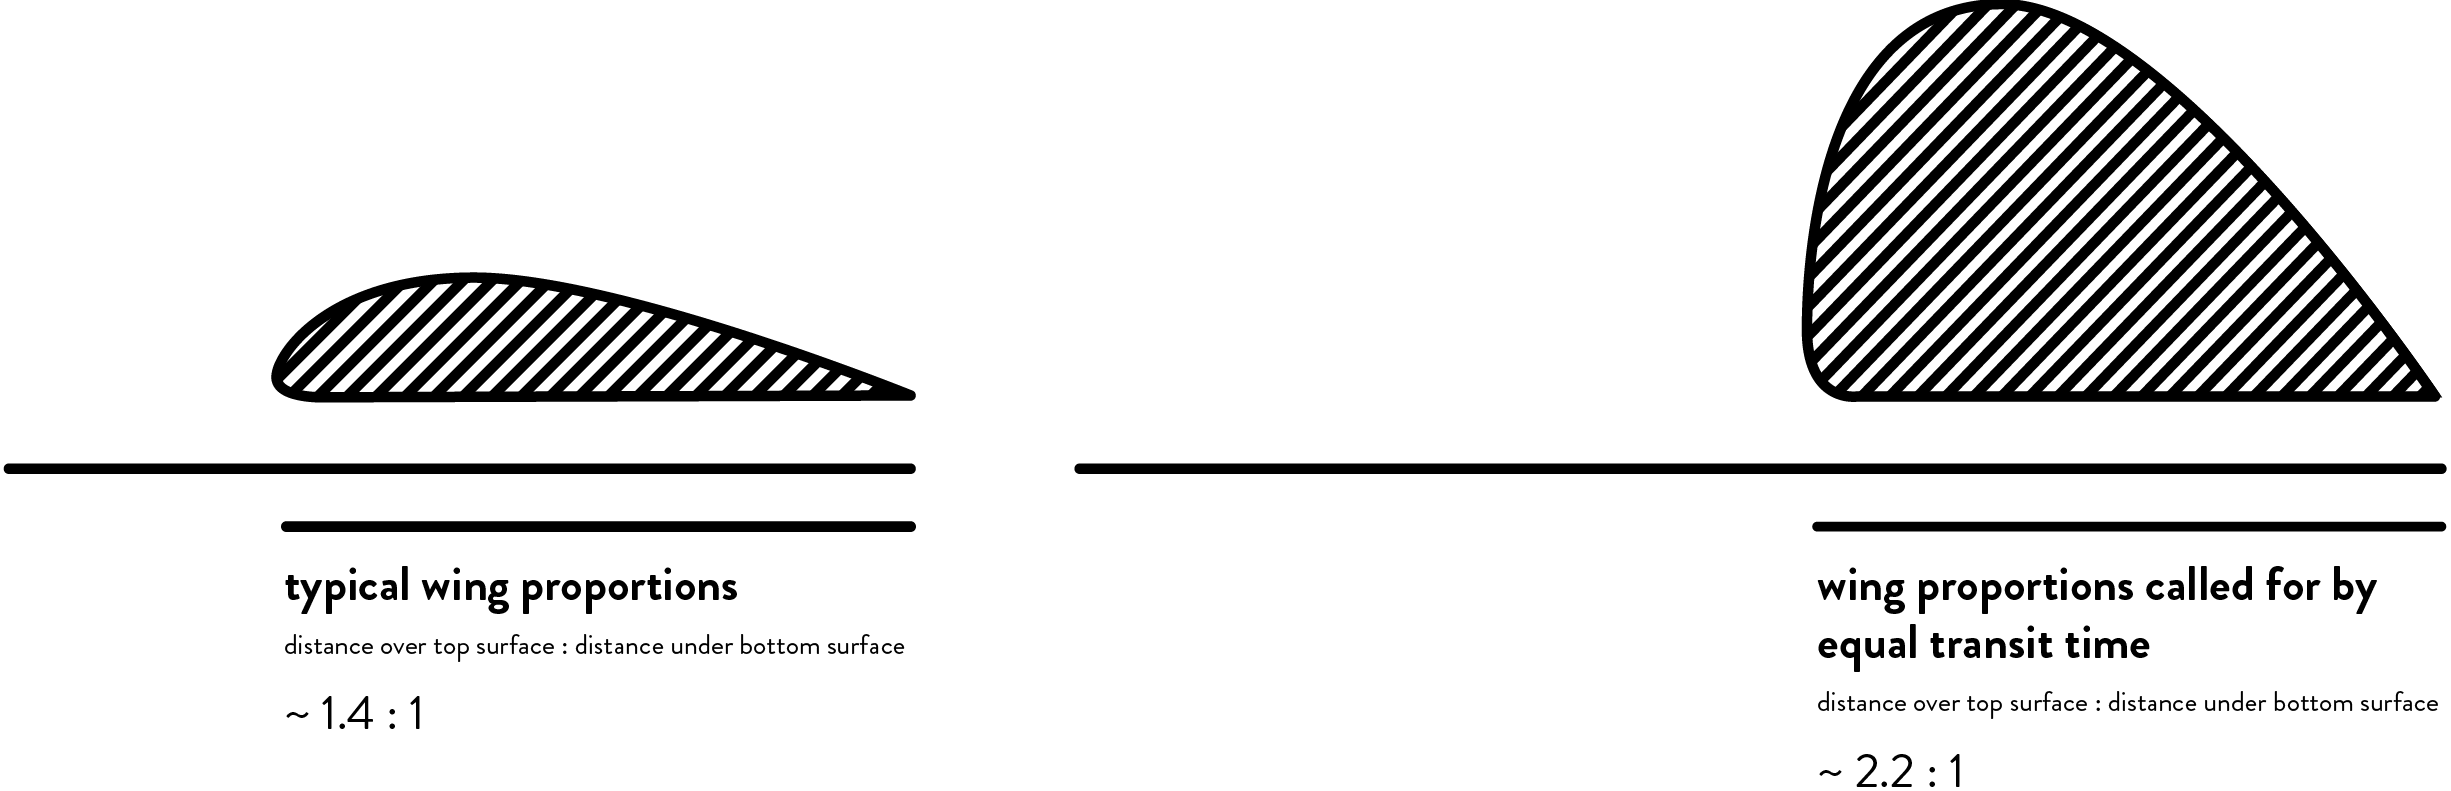 typical wing proportions
distance over top surface : distance under bottom surface
~ 1.4 : 1
wing proportions called for by
equal transit time
distance over top surface : distance under bottom surface
~ 2.2 : 1